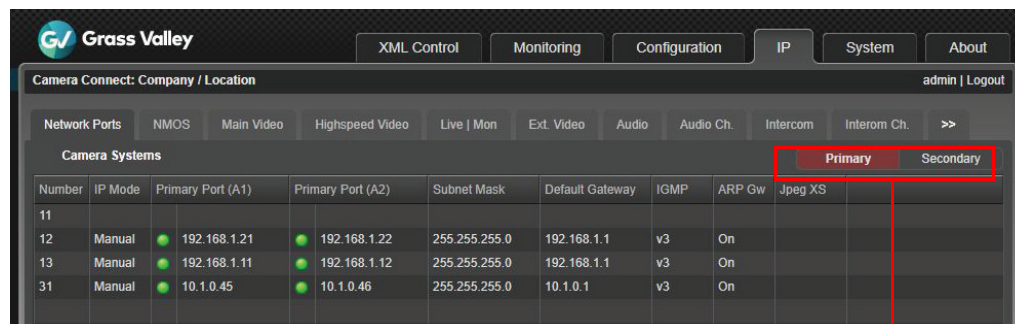 GV Grass Valley
XML Control Monitoring Configuration IP System About
Camera Connect: Company / Location admin | Logout
Network Ports NMOS Main Video Highspeed Video Live | Mon Ext. Video Audio Audio Ch. Intercom Interom Ch. >>
Camera Systems Primary Secondary
Number IP Mode Primary Port (A1) Primary Port (A2) Subnet Mask Default Gateway IGMP ARP Gw Jpeg XS
11
12 Manual 192.168.1.21 192.168.1.22 255.255.255.0 192.168.1.1 v3 On
13 Manual 192.168.1.11 192.168.1.12 255.255.255.0 192.168.1.1 v3 On
31 Manual 10.1.0.45 10.1.0.46 255.255.255.0 10.1.0.1 v3 On